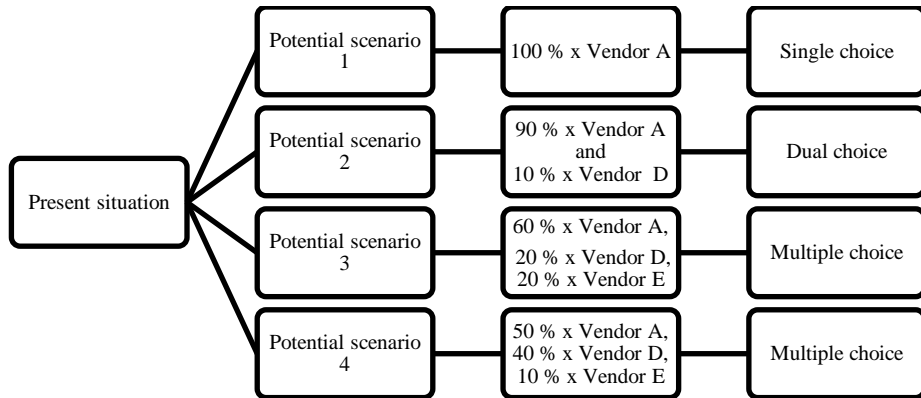 Present situation
Potential scenario
1
100 % x Vendor A
Single choice
Potential scenario
2
90 % x Vendor A
and
10 % x Vendor D
Dual choice
Potential scenario
3
60 % x Vendor A,
20 % x Vendor D,
20 % x Vendor E
Multiple choice
Potential scenario
4
50 % x Vendor A,
40 % x Vendor D,
10 % x Vendor E
Multiple choice